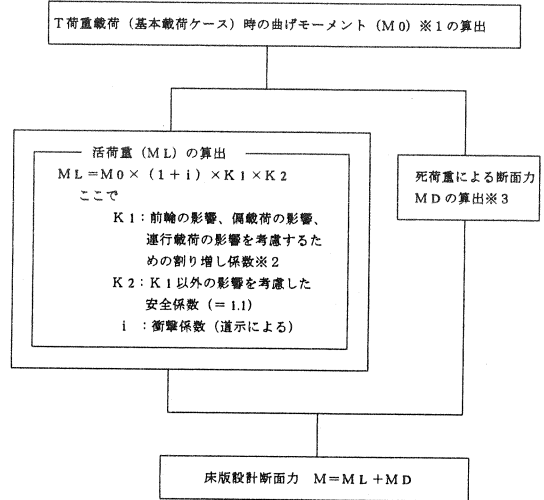 T荷重載荷（基本載荷ケース）時の曲げモーメント（M0）※1の算出
活荷重（ML）の算出
ML＝M0×（1＋i）×K1×K2
ここで
K1：前輪の影響、偏載荷の影響、
連行載荷の影響を考慮するた
めの割り増し係数※2
K2：K1以外の影響を考慮した
安全係数（＝1.1）
i ：衝撃係数（道示による）
死荷重による断面力
MDの算出※3
床版設計断面力　M＝ML＋MD